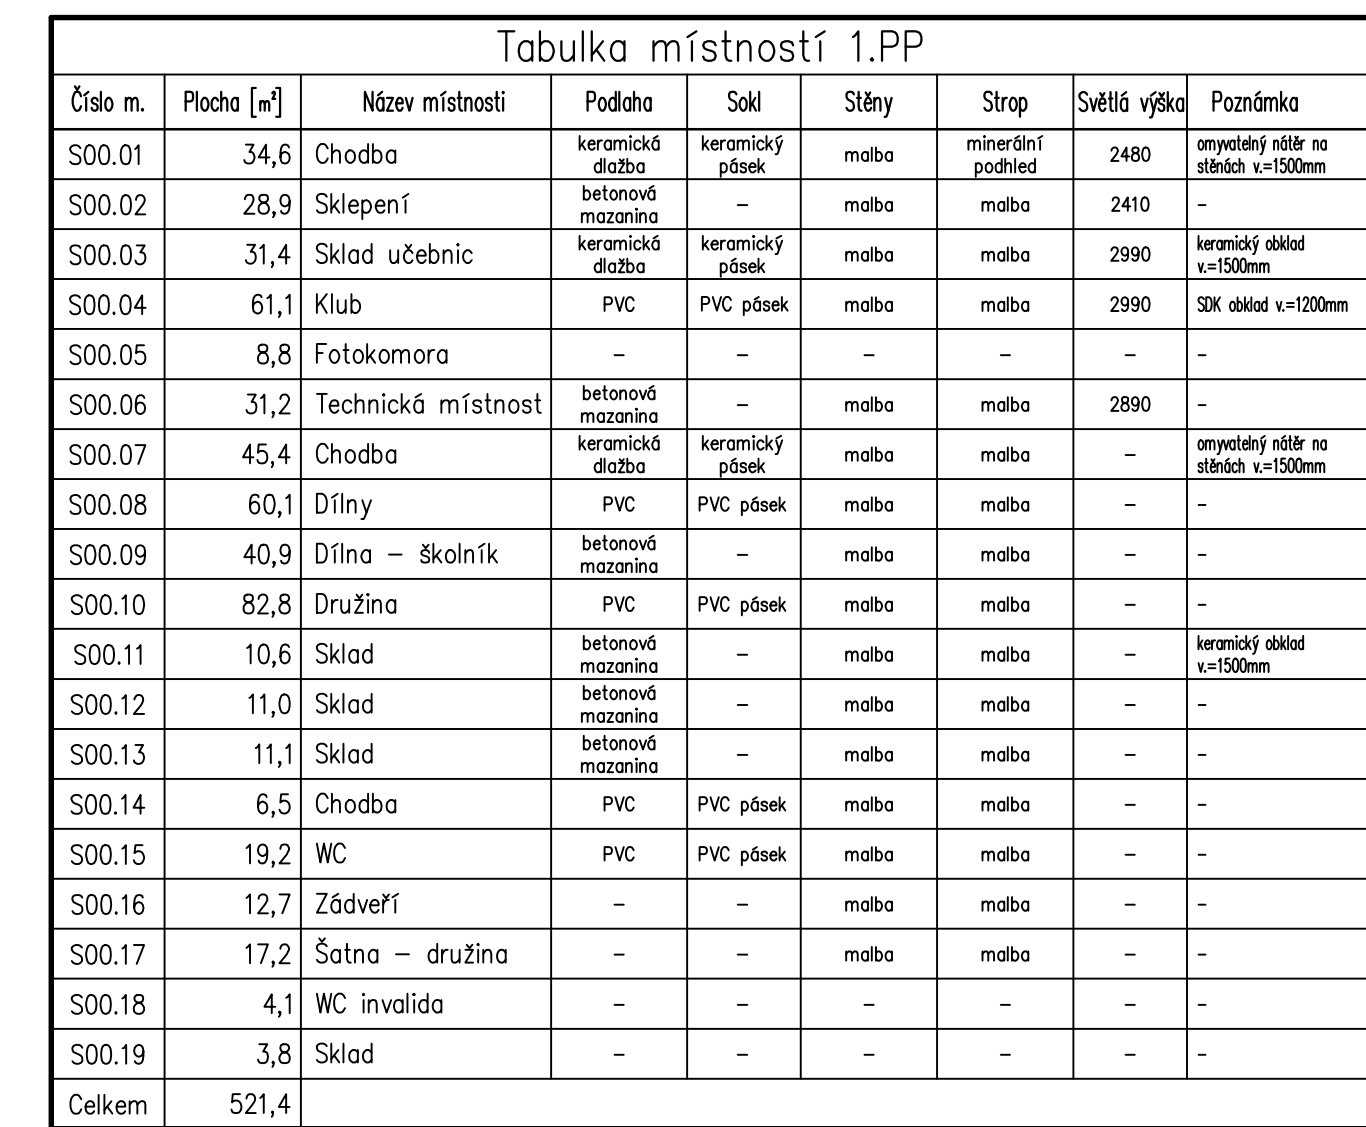 Tabulka místností 1.PP
Číslo m. Plocha [m²] Název místnosti Podlaha Sokl Stěny Strop Světlá výška Poznámka
S00.01 34,6 Chodba keramická dlažba keramický pásek malba minerální podhled 2480 omyvatelný nátěr na stěnách v.=1500mm
S00.02 28,9 Sklepení betonová mazanina – malba malba 2410 –
S00.03 31,4 Sklad učebnic keramická dlažba keramický pásek malba malba 2990 keramický obklad v.=1500mm
S00.04 61,1 Klub PVC PVC pásek malba malba 2990 SDK obklad v.=1200mm
S00.05 8,8 Fotokomora – – – – – –
S00.06 31,2 Technická místnost betonová mazanina – malba malba 2890 –
S00.07 45,4 Chodba keramická dlažba keramický pásek malba malba – omyvatelný nátěr na stěnách v.=1500mm
S00.08 60,1 Dílny PVC PVC pásek malba malba – –
S00.09 40,9 Dílna – školník betonová mazanina – malba malba – –
S00.10 82,8 Družina PVC PVC pásek malba malba – –
S00.11 10,6 Sklad betonová mazanina – malba malba – keramický obklad v.=1500mm
S00.12 11,0 Sklad betonová mazanina – malba malba – –
S00.13 11,1 Sklad betonová mazanina – malba malba – –
S00.14 6,5 Chodba PVC PVC pásek malba malba – –
S00.15 19,2 WC PVC PVC pásek malba malba – –
S00.16 12,7 Zádveří – – malba malba – –
S00.17 17,2 Šatna – družina – – malba malba – –
S00.18 4,1 WC invalida – – – – – –
S00.19 3,8 Sklad – – – – – –
Celkem 521,4